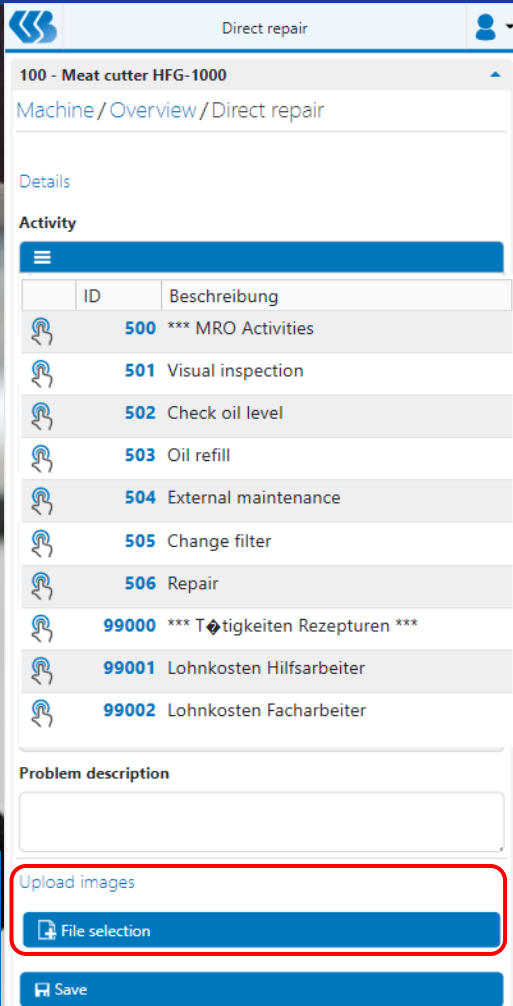 Direct repair
100 - Meat cutter HFG-1000
Machine / Overview / Direct repair
Details
Activity
ID Beschreibung
500 *** MRO Activities
501 Visual inspection
502 Check oil level
503 Oil refill
504 External maintenance
505 Change filter
506 Repair
99000 *** T�tigkeiten Rezepturen ***
99001 Lohnkosten Hilfsarbeiter
99002 Lohnkosten Facharbeiter
Problem description
Upload images
File selection
Save